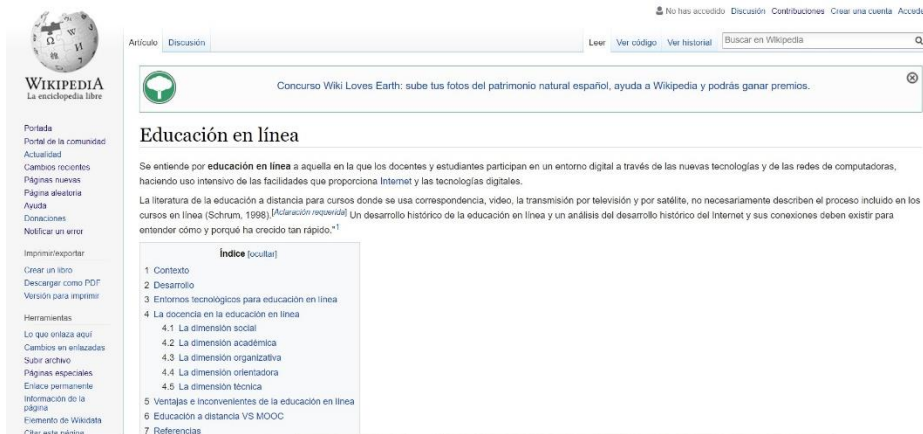 No has accedido Discusión Contribuciones Crear una cuenta Accede
WIKIPEDIA
La enciclopedia libre
Artículo Discusión
Leer Ver código Ver historial Buscar en Wikipedia
Concurso Wiki Loves Earth: sube tus fotos del patrimonio natural español, ayuda a Wikipedia y podrás ganar premios.
Portada
Portal de la comunidad
Actualidad
Cambios recientes
Páginas nuevas
Página aleatoria
Ayuda
Donaciones
Notificar un error
Imprimir/exportar
Crear un libro
Descargar como PDF
Versión para imprimir
Herramientas
Lo que enlaza aquí
Cambios en enlazadas
Subir archivo
Páginas especiales
Enlace permanente
Información de la
página
Elemento de Wikidata
Citar esta página
Educación en línea
Se entiende por educación en línea a aquella en la que los docentes y estudiantes participan en un entorno digital a través de las nuevas tecnologías y de las redes de computadoras,
haciendo uso intensivo de las facilidades que proporciona Internet y las tecnologías digitales.
La literatura de la educación a distancia para cursos donde se usa correspondencia, video, la transmisión por televisión y por satélite, no necesariamente describen el proceso incluido en los
cursos en línea (Schrum, 1998).[Aclaración requerida] Un desarrollo histórico de la educación en línea y un análisis del desarrollo histórico del Internet y sus conexiones deben existir para
entender cómo y porqué ha crecido tan rápido."1
Índice [ocultar]
1 Contexto
2 Desarrollo
3 Entornos tecnológicos para educación en línea
4 La docencia en la educación en línea
4.1 La dimensión social
4.2 La dimensión académica
4.3 La dimensión organizativa
4.4 La dimensión orientadora
4.5 La dimensión técnica
5 Ventajas e inconvenientes de la educación en línea
6 Educación a distancia VS MOOC
7 Referencias